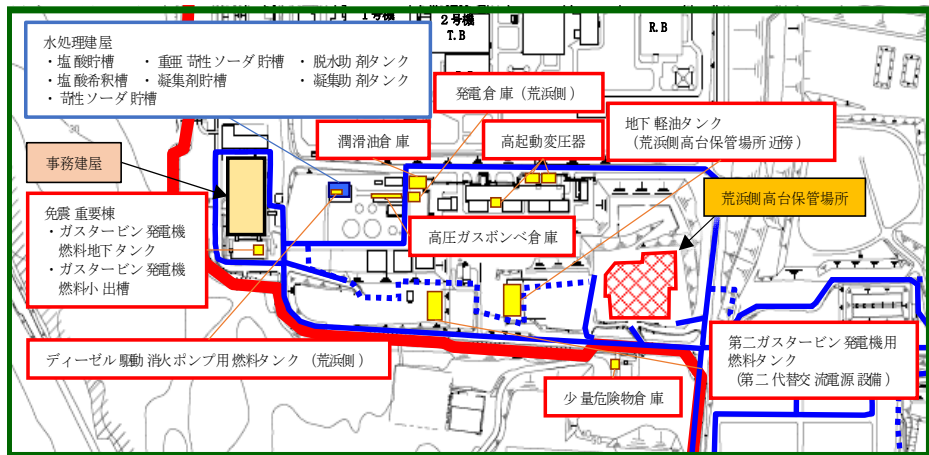 １号機
２号機
T.B
R.B
水処理建屋
・塩酸貯槽　・重亜苛性ソーダ貯槽　・脱水助剤タンク
・塩酸希釈槽　・凝集剤貯槽　・凝集助剤タンク
・苛性ソーダ貯槽
発電倉庫（荒浜側）
潤滑油倉庫
高起動変圧器
地下軽油タンク
（荒浜側高台保管場所近傍）
事務建屋
荒浜側高台保管場所
免震重要棟
・ガスタービン発電機
燃料地下タンク
・ガスタービン発電機
燃料小出槽
高圧ガスボンベ倉庫
ディーゼル駆動消火ポンプ用燃料タンク（荒浜側）
少量危険物倉庫
第二ガスタービン発電機用
燃料タンク
（第二代替交流電源設備）